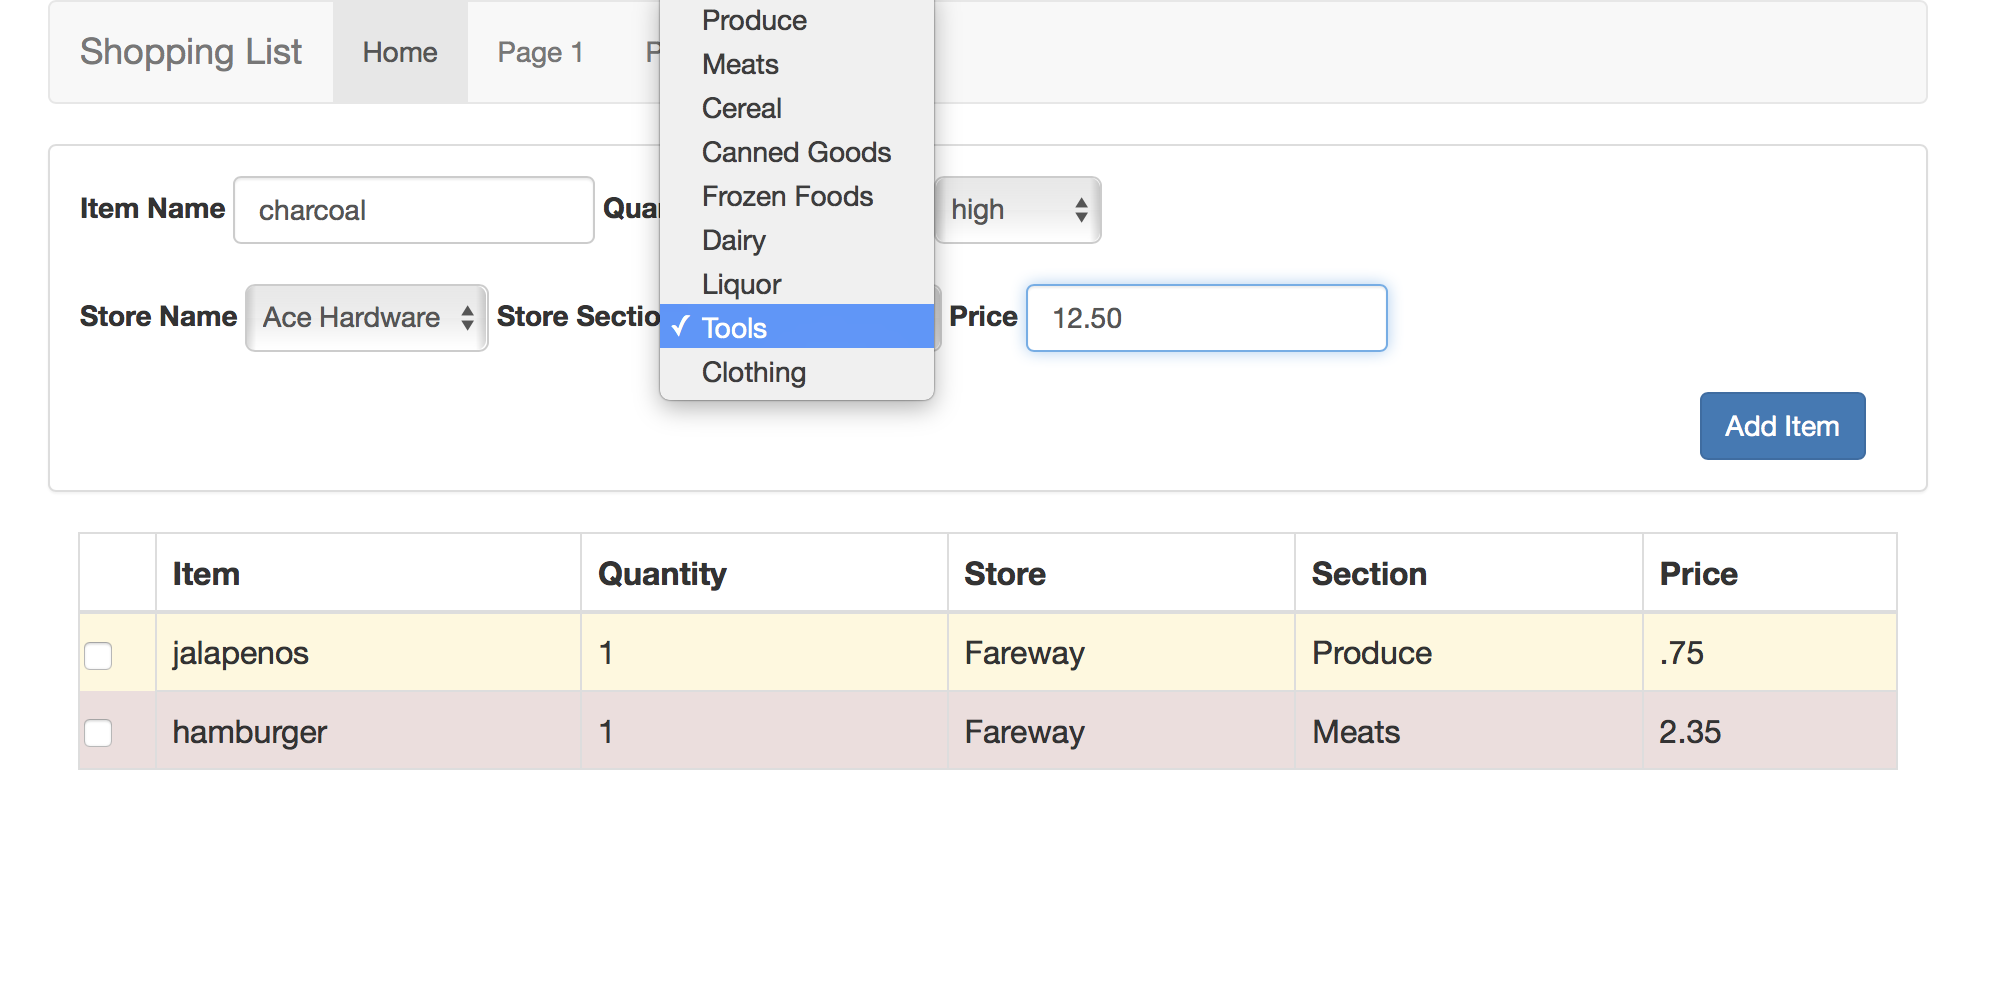 Shopping List Home Page 1
Item Name charcoal high
Store Name Ace Hardware Store Price 12.50
Produce
Meats
Cereal
Canned Goods
Frozen Foods
Dairy
Liquor
✓ Tools
Clothing
Add Item
Item Quantity Store Section Price
jalapenos 1 Fareway Produce .75
hamburger 1 Fareway Meats 2.35